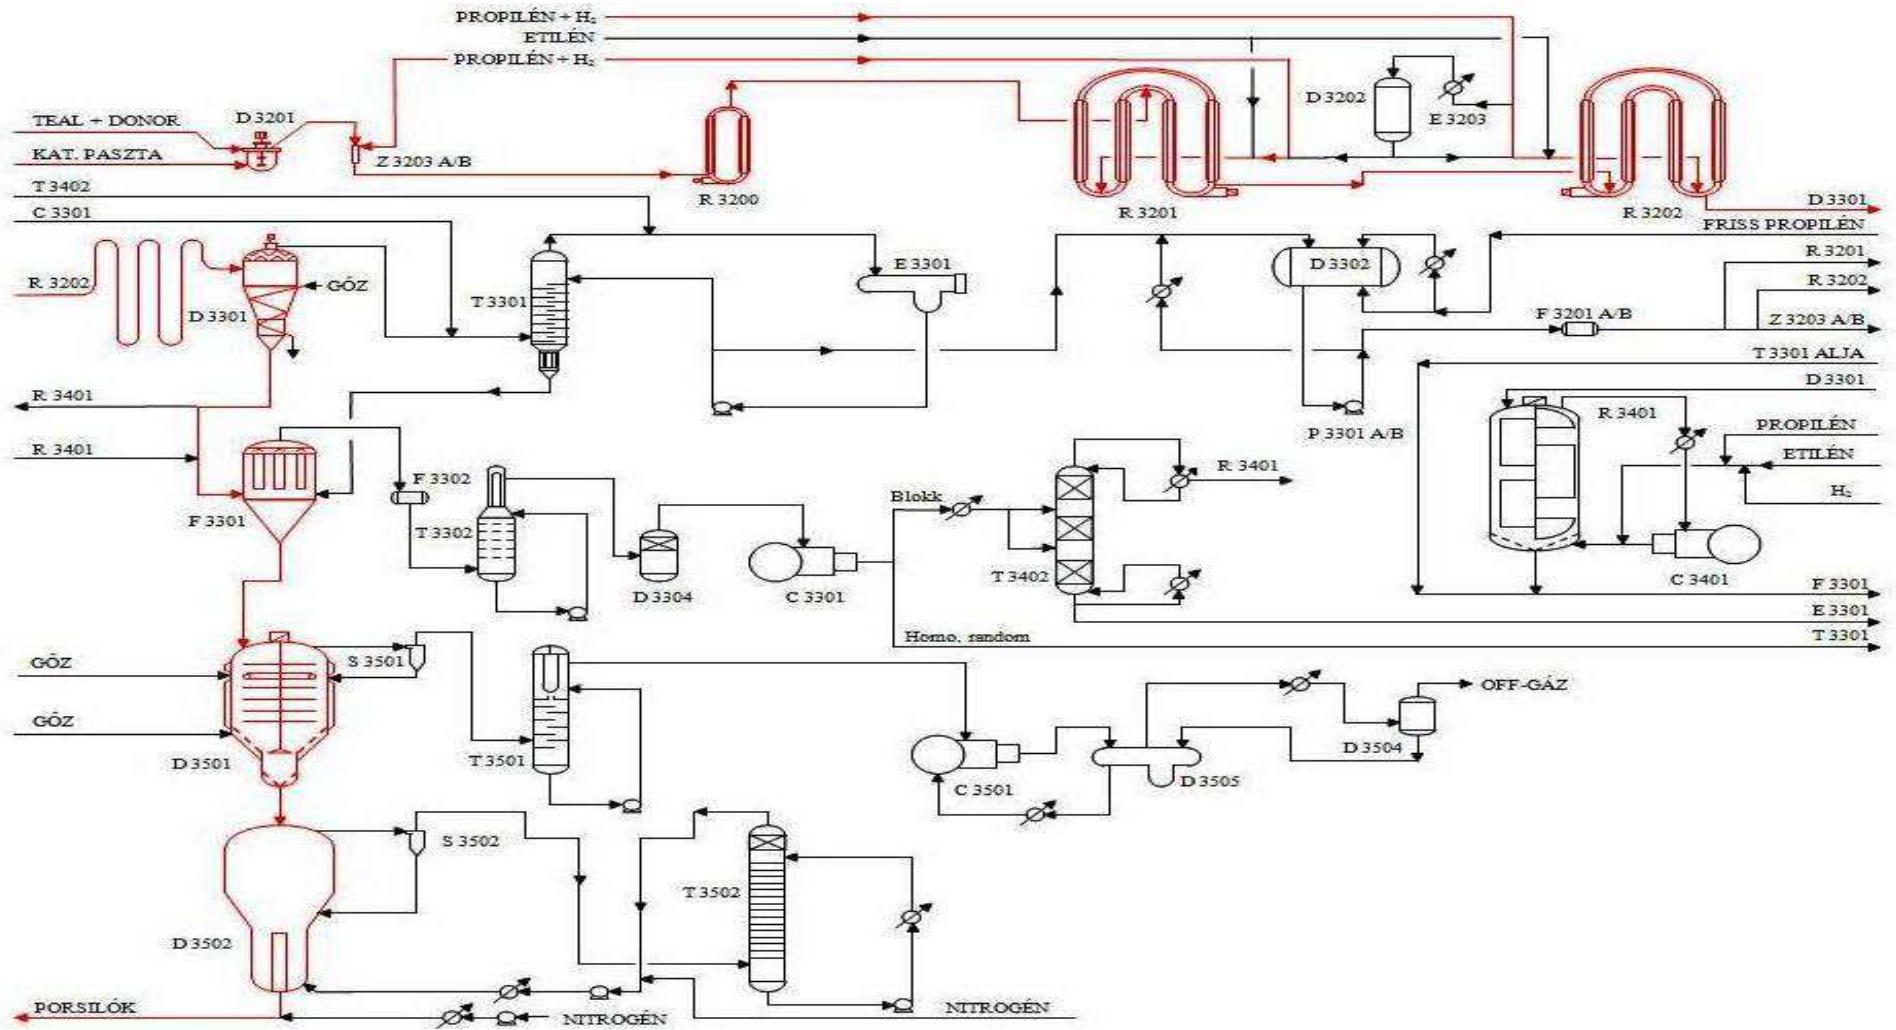 PROPILÉN + H₂
ETILÉN
PROPILÉN + H₂
D 3202
E 3203
TEAL + DONOR
D 3201
KAT. PASZTA
Z 3203 A/B
T 3402
R 3200
R 3201
R 3202
D 3301
C 3301
FRISS PROPILÉN
R 3201
E 3301
D 3302
R 3202
GŐZ
R 3202
T 3301
D 3301
F 3201 A/B
Z 3203 A/B
T 3301 ALJA
D 3301
R 3401
R 3401
P 3301 A/B
PROPILÉN
R 3401
F 3302
R 3401
ETILÉN
Blokk
H₂
F 3301
T 3302
T 3402
D 3304
C 3301
C 3401
F 3301
E 3301
Homo, random
T 3301
GŐZ
S 3501
OFF-GÁZ
GŐZ
D 3501
T 3501
D 3504
C 3501
D 3505
S 3502
T 3502
D 3502
PORSILÓK
NITROGÉN
NITROGÉN